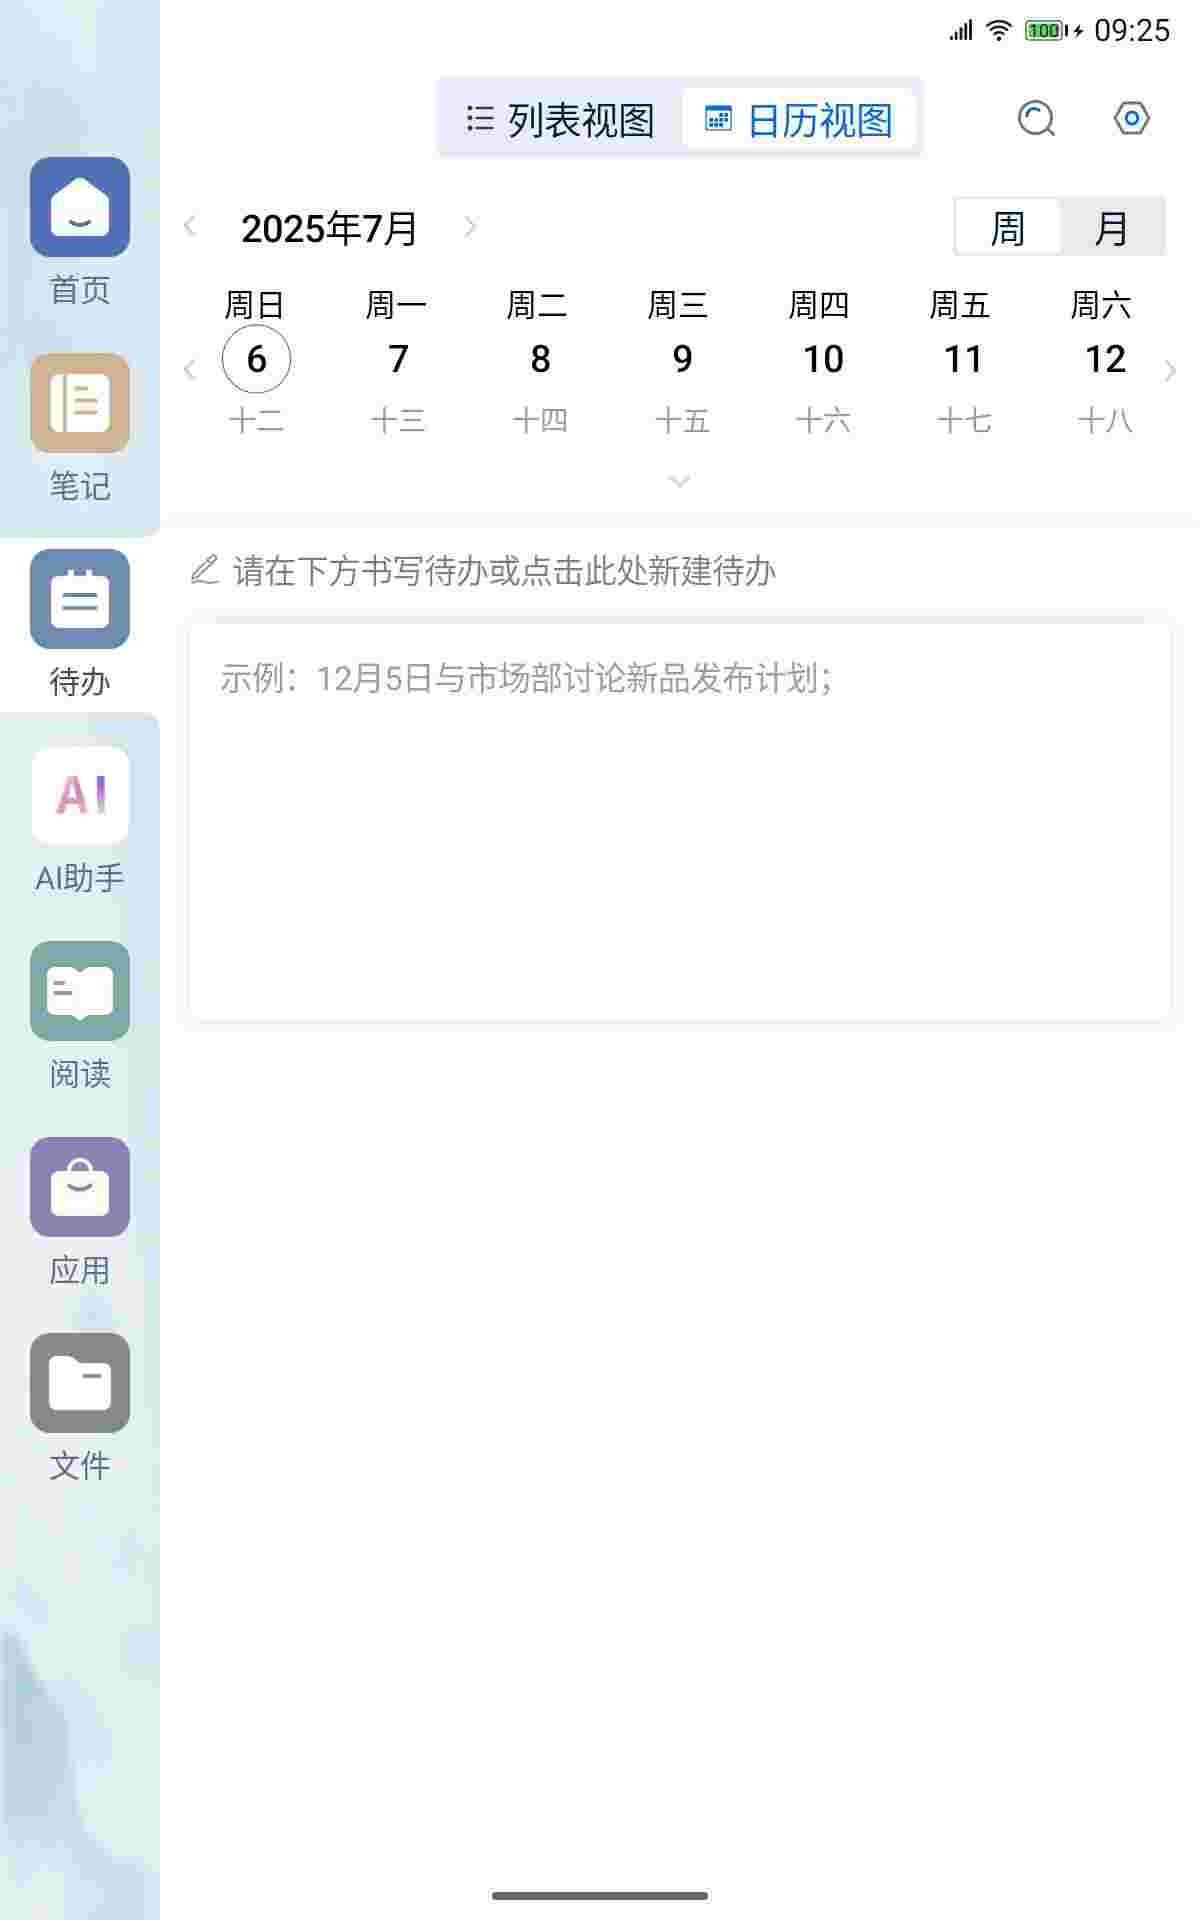 100 09:25
列表视图 日历视图
2025年7月 周 月
周日 周一 周二 周三 周四 周五 周六
6 7 8 9 10 11 12
十二 十三 十四 十五 十六 十七 十八
请在下方书写待办或点击此处新建待办
示例：12月5日与市场部讨论新品发布计划；
首页
笔记
待办
AI
AI助手
阅读
应用
文件